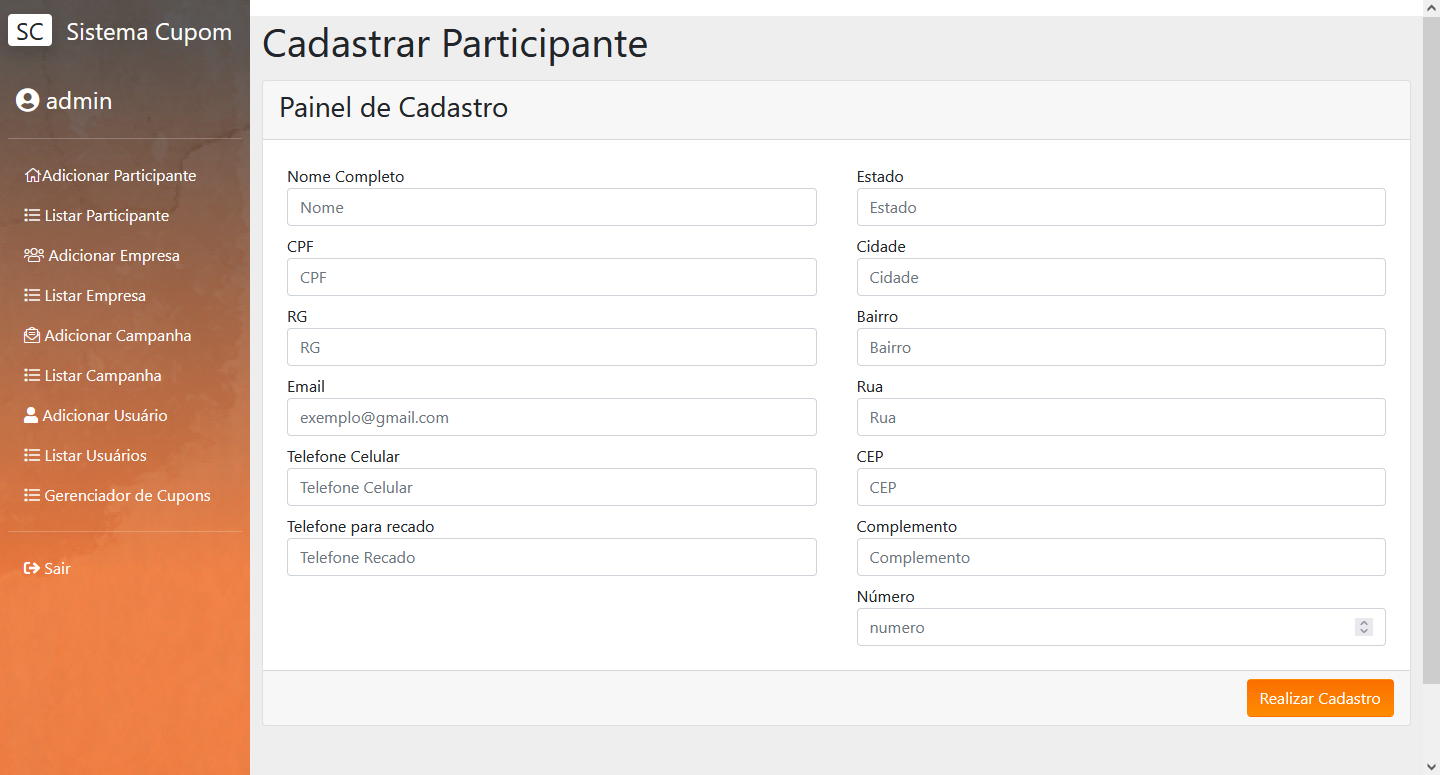 SC Sistema Cupom
admin
Adicionar Participante
Listar Participante
Adicionar Empresa
Listar Empresa
Adicionar Campanha
Listar Campanha
Adicionar Usuário
Listar Usuários
Gerenciador de Cupons
Sair
Cadastrar Participante
Painel de Cadastro
Nome Completo
Nome
CPF
CPF
RG
RG
Email
exemplo@gmail.com
Telefone Celular
Telefone Celular
Telefone para recado
Telefone Recado
Estado
Estado
Cidade
Cidade
Bairro
Bairro
Rua
Rua
CEP
CEP
Complemento
Complemento
Número
numero
Realizar Cadastro